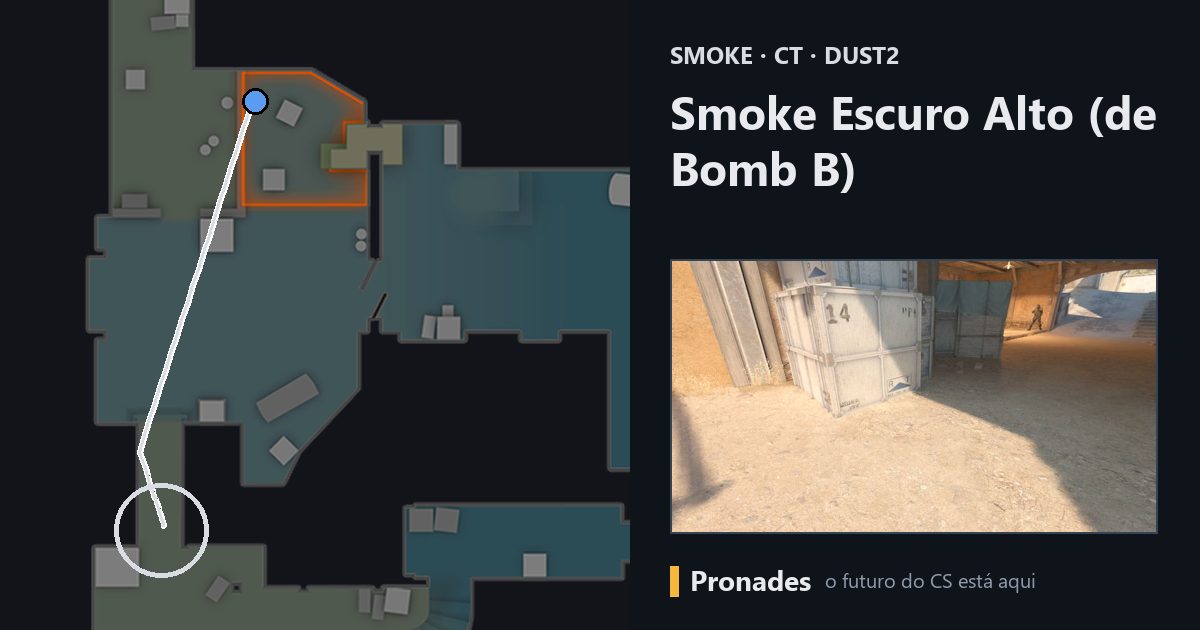 SMOKE · CT · DUST2
Smoke Escuro Alto (de
Bomb B)
14
Pronades o futuro do CS está aqui